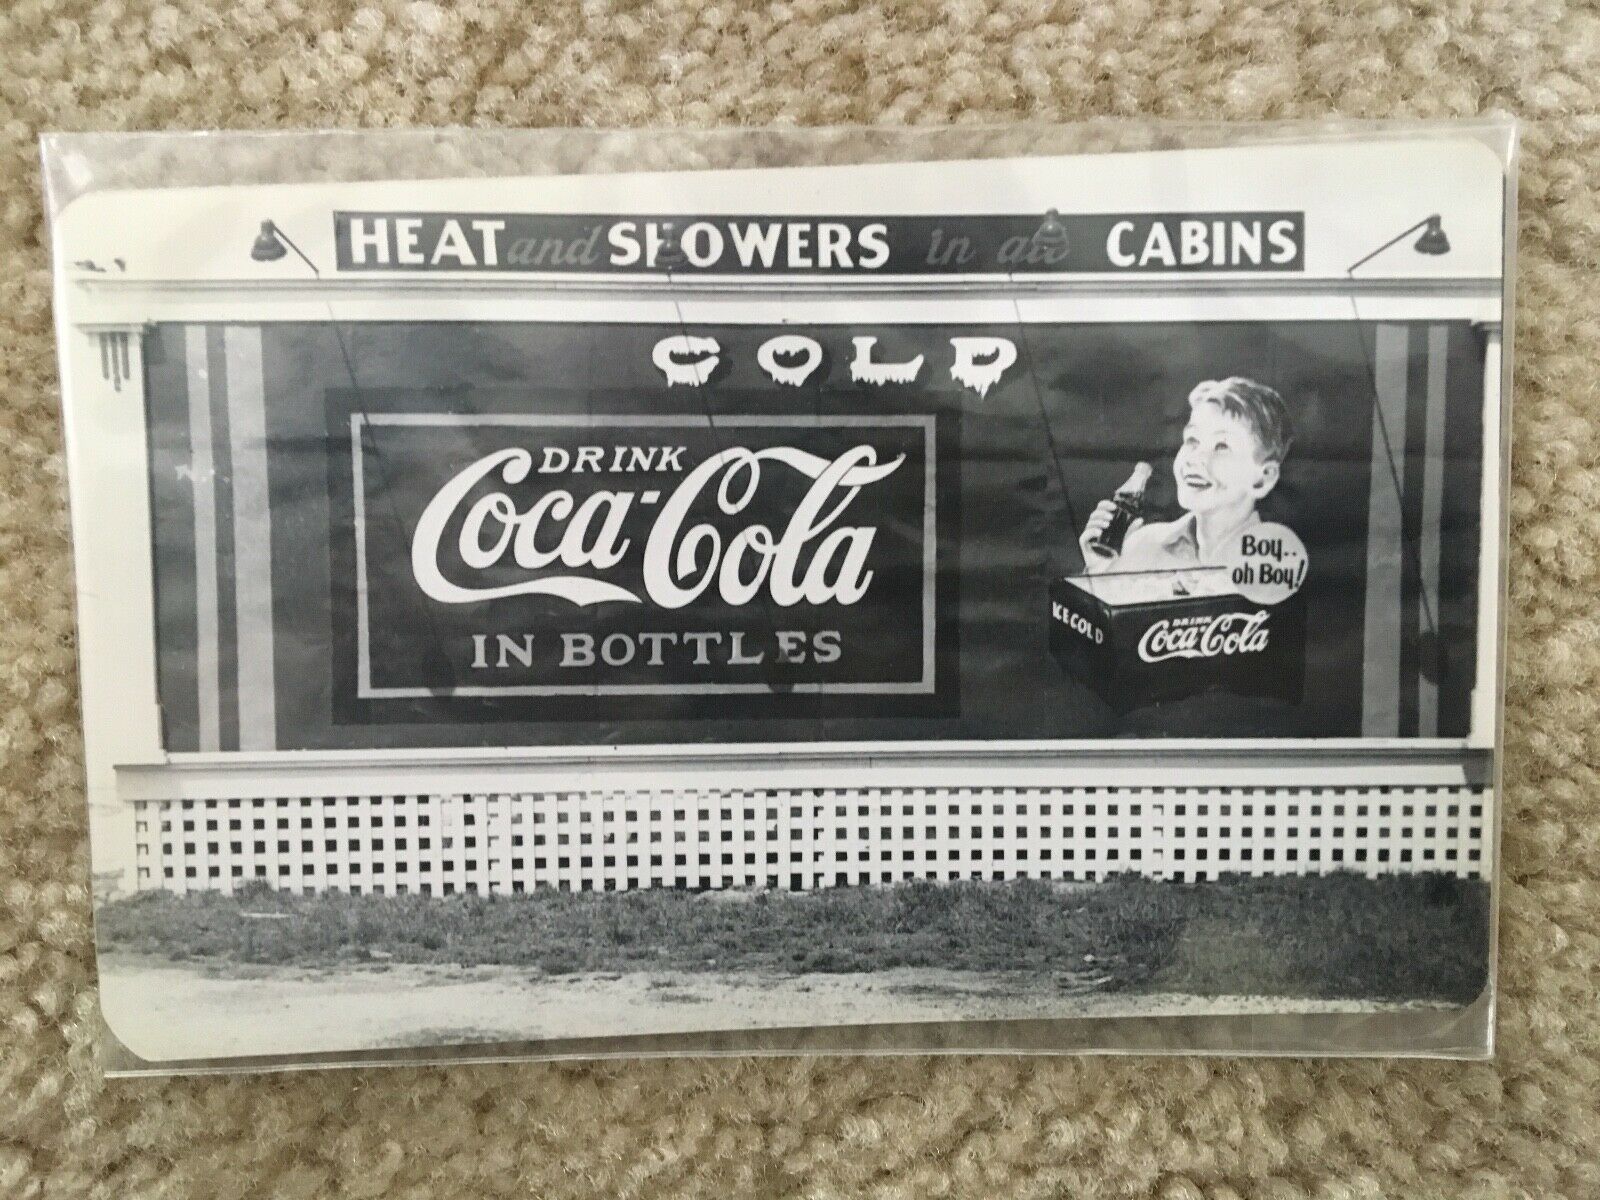 HEAT and SHOWERS in all CABINS
COLD
DRINK
Coca-Cola
IN BOTTLES
Boy..
oh Boy!
ICE COLD
DRINK
Coca-Cola